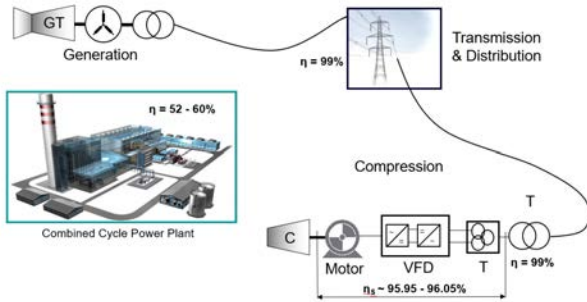 GT
Generation
η = 99%
Transmission
& Distribution
η = 52 - 60%
Combined Cycle Power Plant
Compression
T
C
Motor
VFD
T
η = 99%
ηs ~ 95.95 - 96.05%